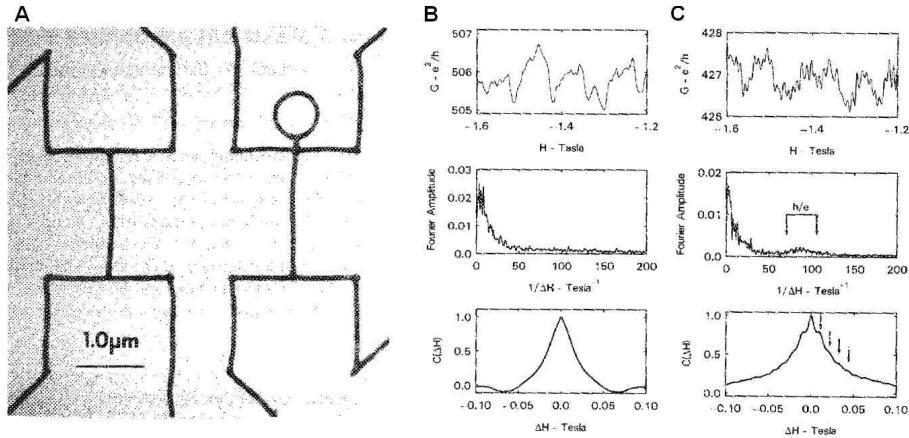 A
1.0µm
B
G - e²/h
507
506
505
-1.6
-1.4
-1.2
H - Tesla
Fourier Amplitude
0.03
0.02
0.01
0.0
0
50
100
150
200
1/ΔH - Tesla⁻¹
C(ΔH)
1.0
0.5
0.0
-0.10
-0.05
0.0
0.05
0.10
ΔH - Tesla
C
G - e²/h
428
427
426
-1.6
-1.4
-1.2
H - Tesla
Fourier Amplitude
0.02
0.01
0.0
h/e
0
50
100
150
200
1/ΔH - Tesla⁻¹
C(ΔH)
1.0
0.5
0.0
-0.10
-0.05
0.0
0.05
0.10
ΔH - Tesla